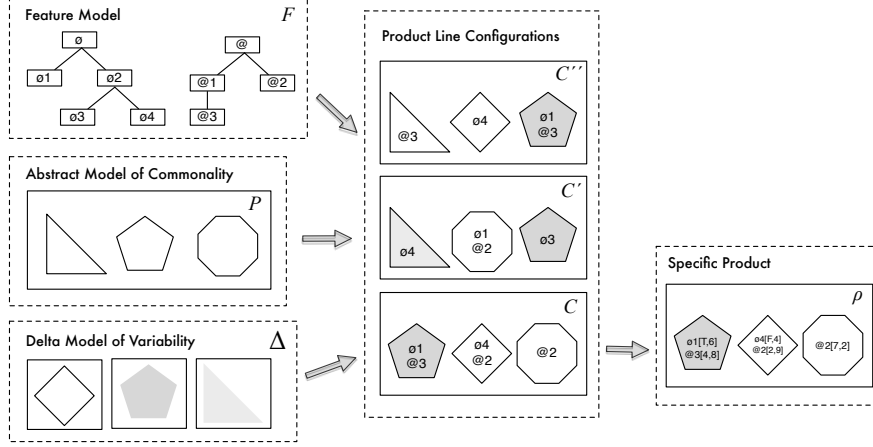 Feature Model F
ø @
ø1 ø2 @1 @2
ø3 ø4 @3
Abstract Model of Commonality
P
Delta Model of Variability Δ
Product Line Configurations
C′′
@3 ø4 ø1
@3
C′
ø4 ø1
@2 ø3
C
ø1
@3 ø4
@2 @2
Specific Product
ρ
ø1[T,6]
@3[4,8]
ø4[F,4]
@2[2,9]
@2[7,2]